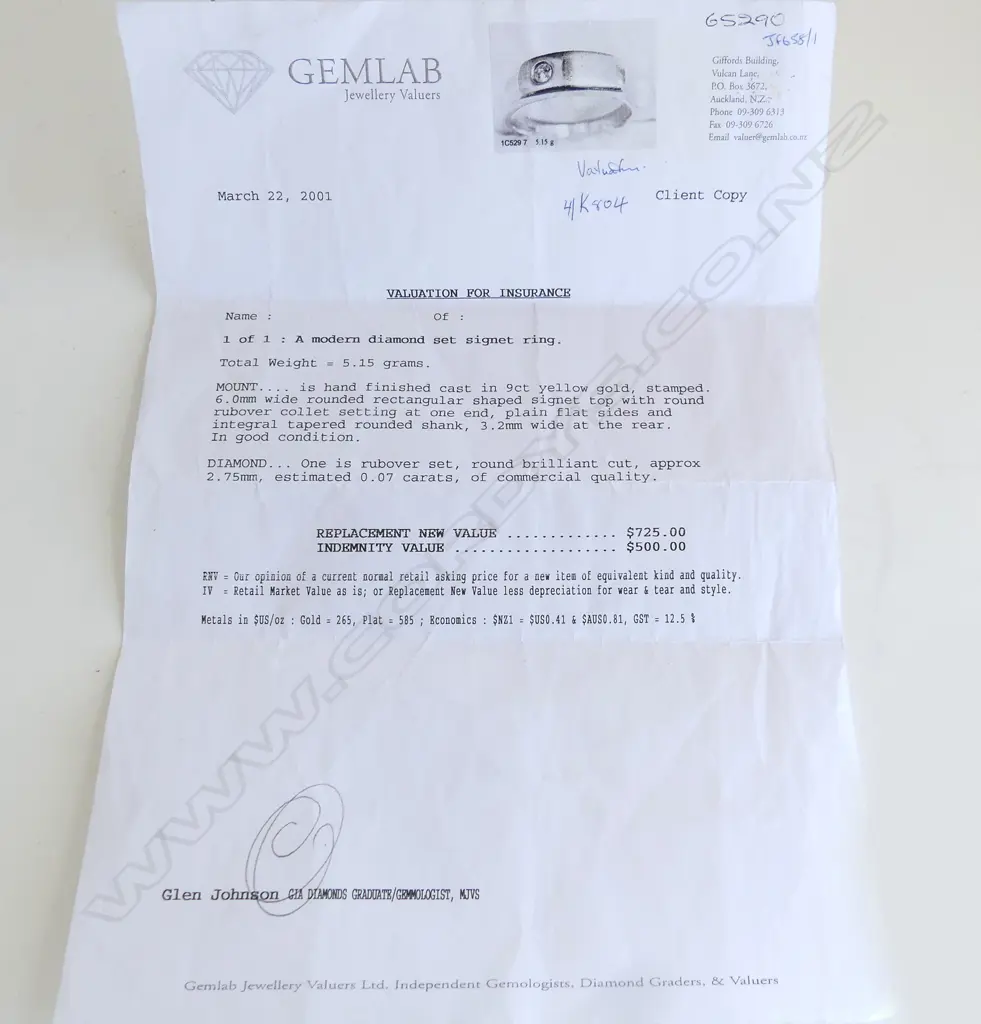 65290
GEMLAB
Jewellery Valuers
1C529 7 5.15 g
Giffords Building,
Vulcan Lane,
P.O. Box 3672,
Auckland, N.Z.
Phone 09-309 6313
Fax 09-309 6726
Email valuer@gemlab.co.nz
Valuation.
4/K804
March 22, 2001
Client Copy
VALUATION FOR INSURANCE
Name : Of :
1 of 1 : A modern diamond set signet ring.
Total Weight = 5.15 grams.
MOUNT.... is hand finished cast in 9ct yellow gold, stamped.
6.0mm wide rounded rectangular shaped signet top with round
rubover collet setting at one end, plain flat sides and
integral tapered rounded shank, 3.2mm wide at the rear.
In good condition.
DIAMOND... One is rubover set, round brilliant cut, approx
2.75mm, estimated 0.07 carats, of commercial quality.
REPLACEMENT NEW VALUE ............. $725.00
INDEMNITY VALUE ................... $500.00
RNV = Our opinion of a current normal retail asking price for a new item of equivalent kind and quality.
IV = Retail Market Value as is; or Replacement New Value less depreciation for wear & tear and style.
Metals in $US/oz : Gold = 265, Plat = 585 ; Economics : $NZ1 = $US0.41 & $AUS0.81, GST = 12.5 %
Glen Johnson GIA DIAMONDS GRADUATE/GEMMOLOGIST, MJVS
Gemlab Jewellery Valuers Ltd. Independent Gemologists, Diamond Graders, & Valuers